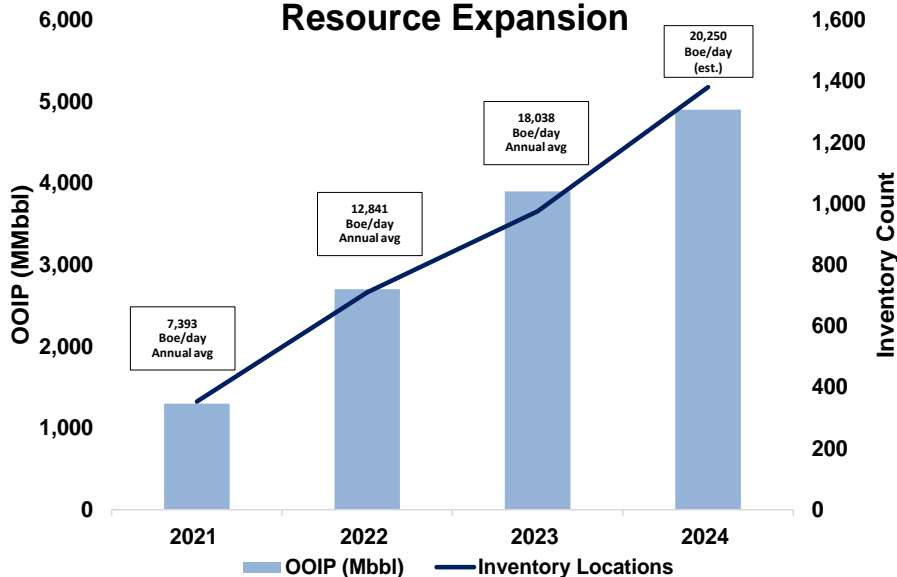 Resource Expansion
6,000
5,000
4,000
3,000
2,000
1,000
0
OOIP (MMbbl)
1,600
1,400
1,200
1,000
800
600
400
200
0
Inventory Count
7,393
Boe/day
Annual avg
12,841
Boe/day
Annual avg
18,038
Boe/day
Annual avg
20,250
Boe/day
(est.)
2021
2022
2023
2024
OOIP (Mbbl)
Inventory Locations